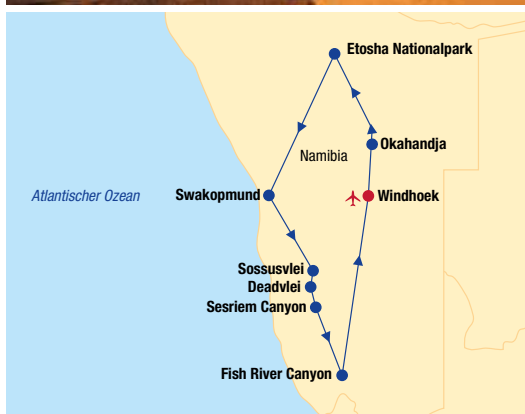 Etosha Nationalpark
Okahandja
Namibia
Atlantischer Ozean
Swakopmund
Windhoek
Sossusvlei
Deadvlei
Sesriem Canyon
Fish River Canyon